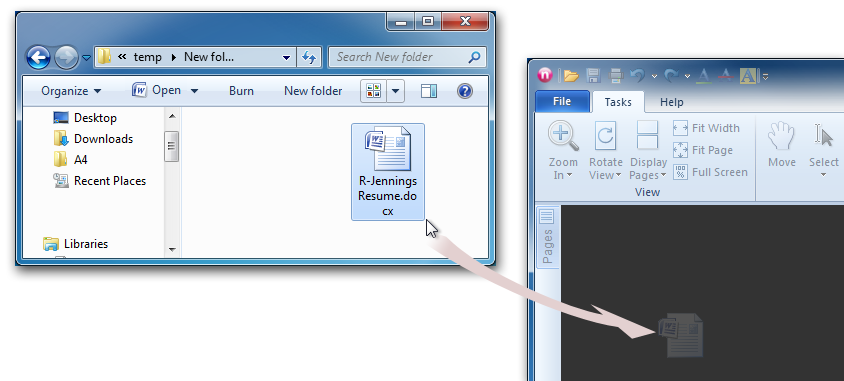 « temp ▸ New fol...
Search New folder
Organize
Open
Burn
New folder
Desktop
Downloads
A4
Recent Places
Libraries
R-Jennings
Resume.do
cx
File
Tasks
Help
Zoom
In
Rotate
View
Display
Pages
Fit Width
Fit Page
Full Screen
View
Move
Select
Pages